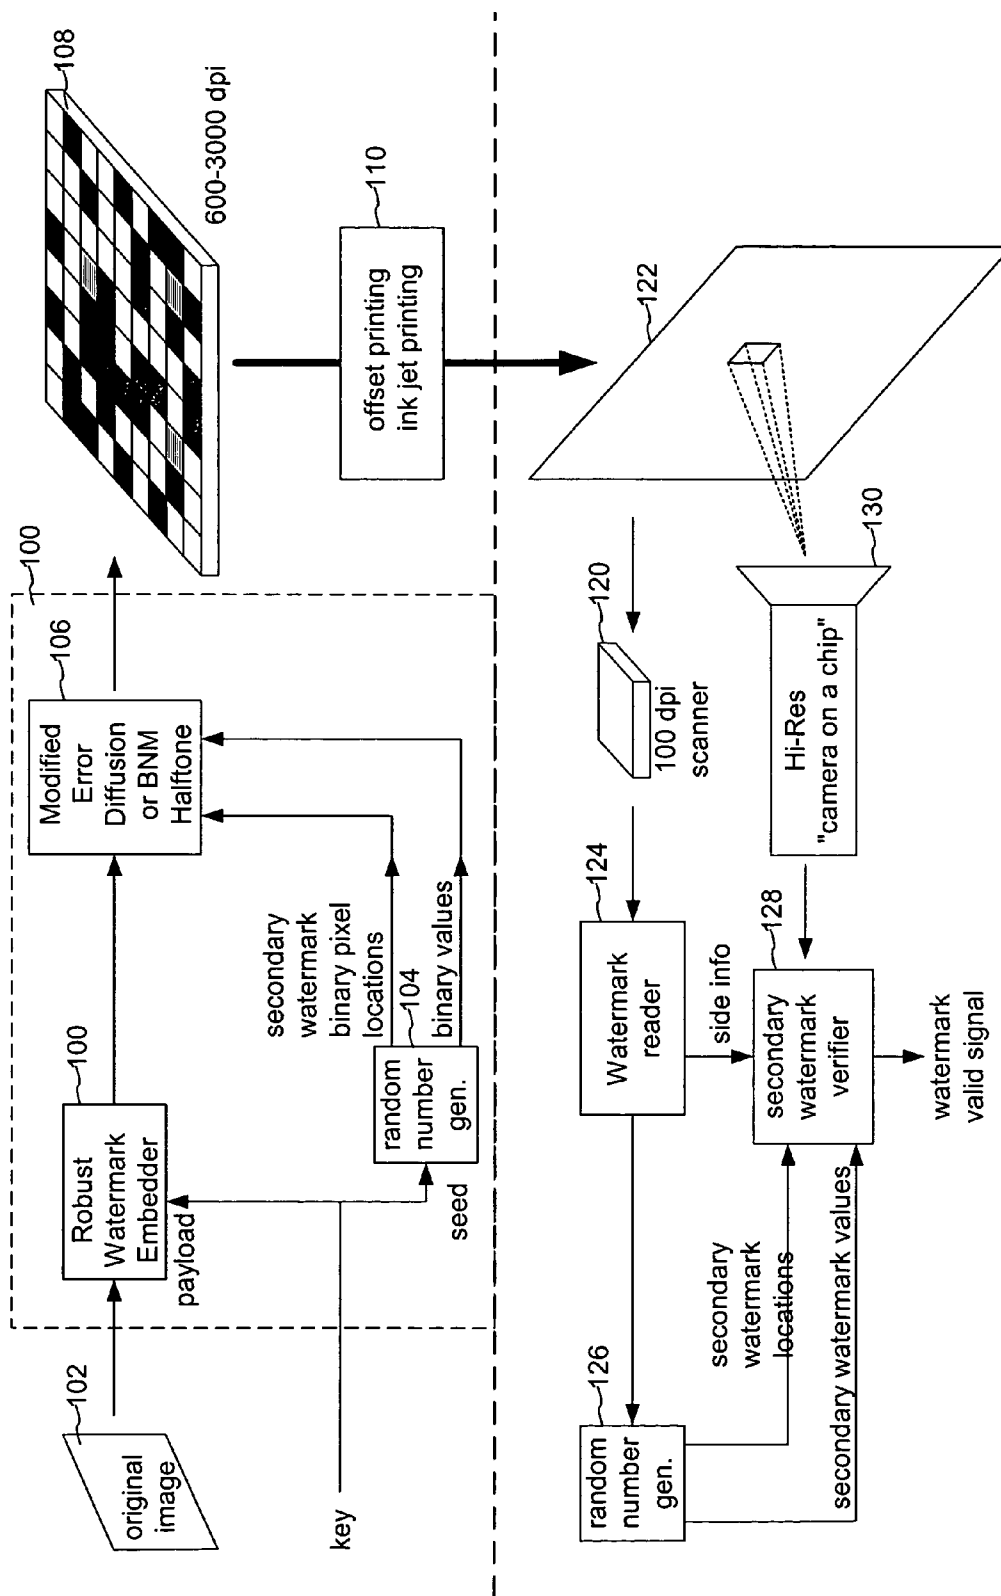 original
image
102
key
100
Robust
Watermark
Embedder
100
payload
seed
random
number
gen.
104
secondary
watermark
binary pixel
locations
binary values
Modified
Error
Diffusion
or BNM
Halftone
106
108
600-3000 dpi
offset printing
ink jet printing
110
122
120
100 dpi
scanner
Hi-Res
"camera on a chip"
130
Watermark
reader
124
side info
secondary
watermark
verifier
128
watermark
valid signal
random
number
gen.
126
secondary
watermark
locations
secondary watermark values